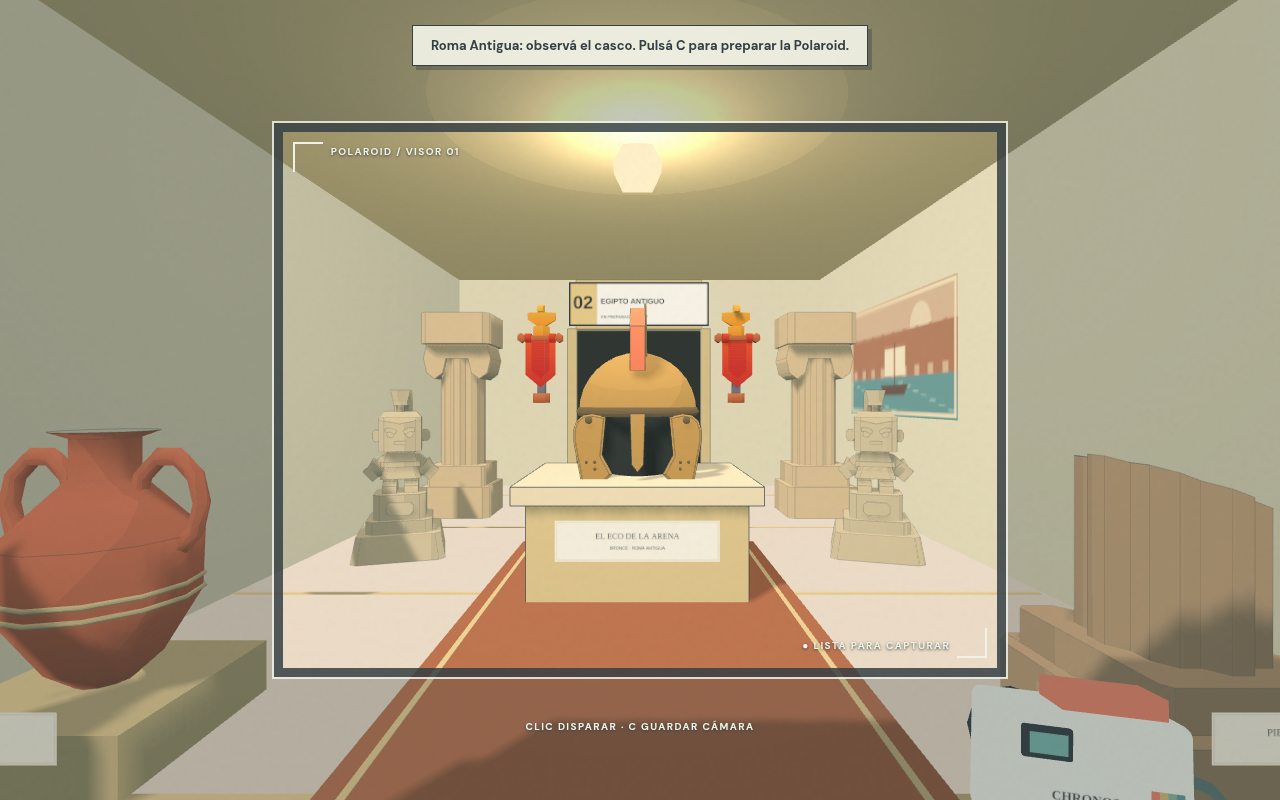 Roma Antigua: observá el casco. Pulsá C para preparar la Polaroid.
POLAROID / VISOR 01
02 EGIPTO ANTIGUO
EL ECO DE LA ARENA
BRONCE · ROMA ANTIGUA
● LISTA PARA CAPTURAR
CLIC DISPARAR · C GUARDAR CÁMARA